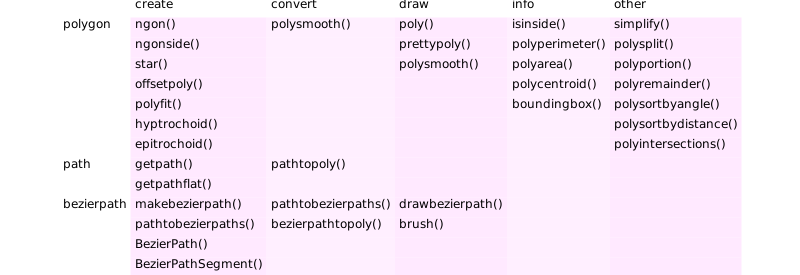 create convert draw info other
polygon ngon() polysmooth() poly() isinside() simplify()
ngonside() prettypoly() polyperimeter() polysplit()
star() polysmooth() polyarea() polyportion()
offsetpoly() polycentroid() polyremainder()
polyfit() boundingbox() polysortbyangle()
hyptrochoid() polysortbydistance()
epitrochoid() polyintersections()
path getpath() pathtopoly()
getpathflat()
bezierpath makebezierpath() pathtobezierpaths() drawbezierpath()
pathtobezierpaths() bezierpathtopoly() brush()
BezierPath()
BezierPathSegment()